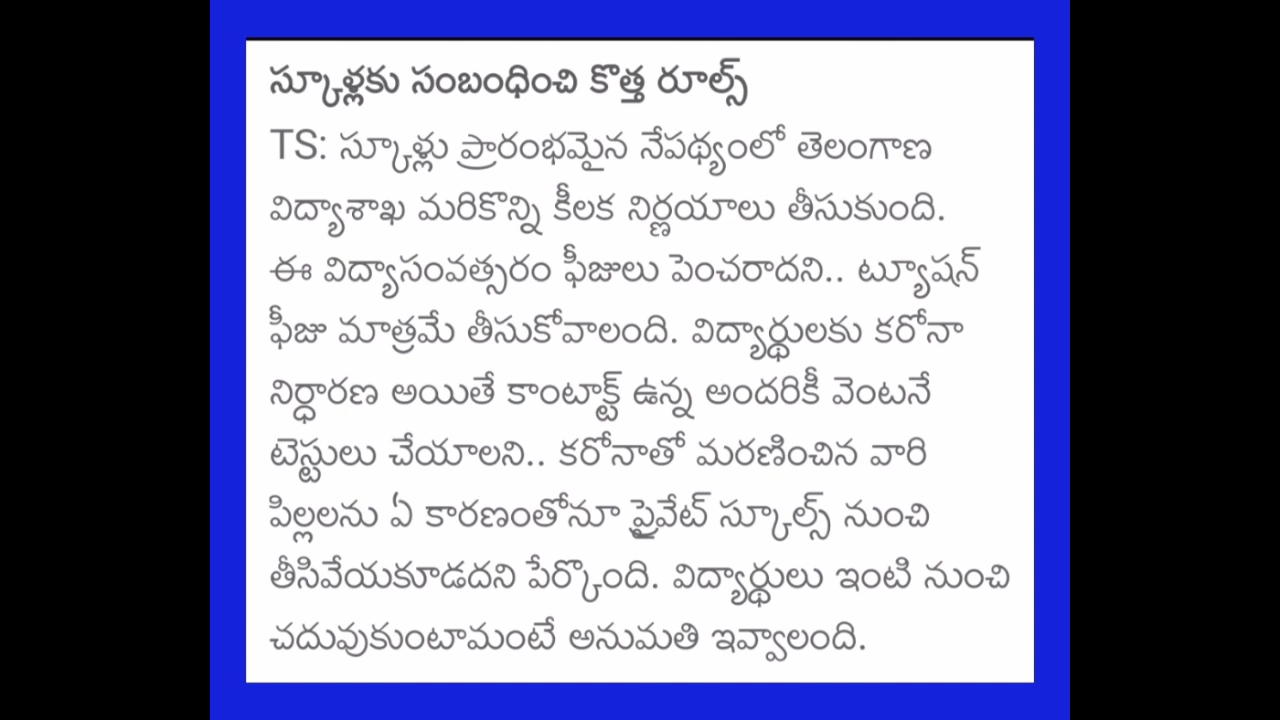 స్కూళ్లకు సంబంధించి కొత్త రూల్స్
TS: స్కూళ్లు ప్రారంభమైన నేపథ్యంలో తెలంగాణ
విద్యాశాఖ మరికొన్ని కీలక నిర్ణయాలు తీసుకుంది.
ఈ విద్యాసంవత్సరం ఫీజులు పెంచరాదని.. ట్యూషన్
ఫీజు మాత్రమే తీసుకోవాలంది. విద్యార్థులకు కరోనా
నిర్ధారణ అయితే కాంటాక్ట్ ఉన్న అందరికీ వెంటనే
టెస్టులు చేయాలని.. కరోనాతో మరణించిన వారి
పిల్లలను ఏ కారణంతోనూ ప్రైవేట్ స్కూల్స్ నుంచి
తీసివేయకూడదని పేర్కొంది. విద్యార్థులు ఇంటి నుంచి
చదువుకుంటామంటే అనుమతి ఇవ్వాలంది.